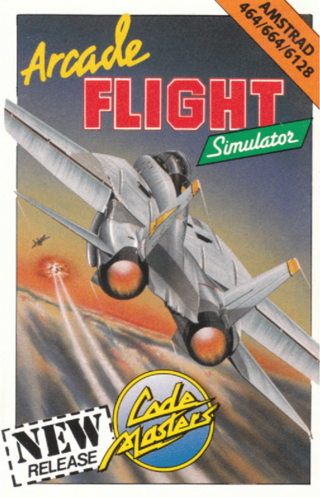 Arcade
FLIGHT
Simulator
AMSTRAD
464/664/6128
Code
Masters
NEW
RELEASE